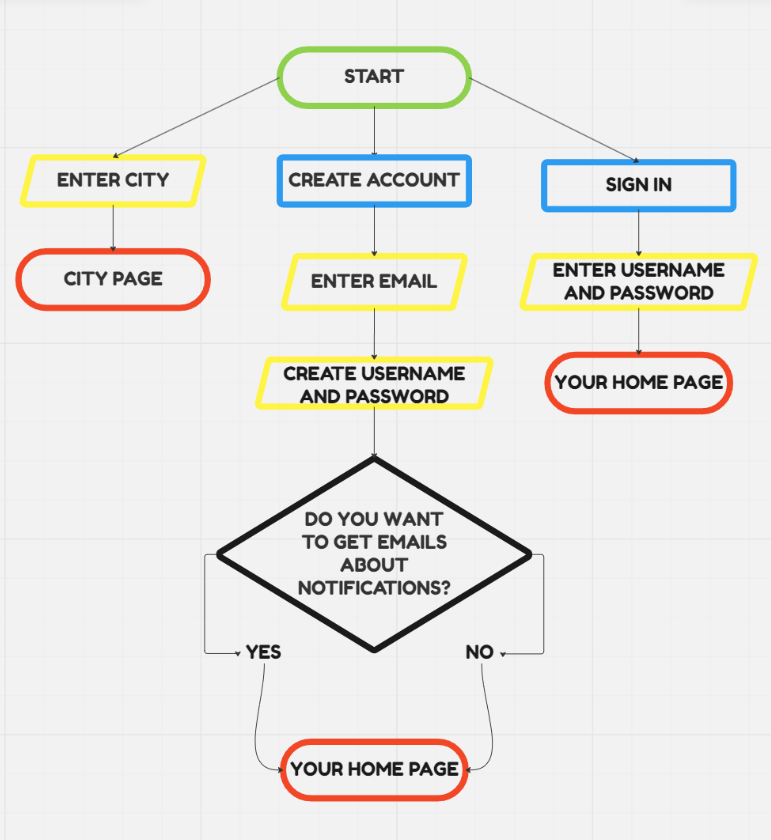 START
ENTER CITY
CREATE ACCOUNT
SIGN IN
CITY PAGE
ENTER EMAIL
ENTER USERNAME
AND PASSWORD
CREATE USERNAME
AND PASSWORD
YOUR HOME PAGE
DO YOU WANT
TO GET EMAILS
ABOUT
NOTIFICATIONS?
YES
NO
YOUR HOME PAGE